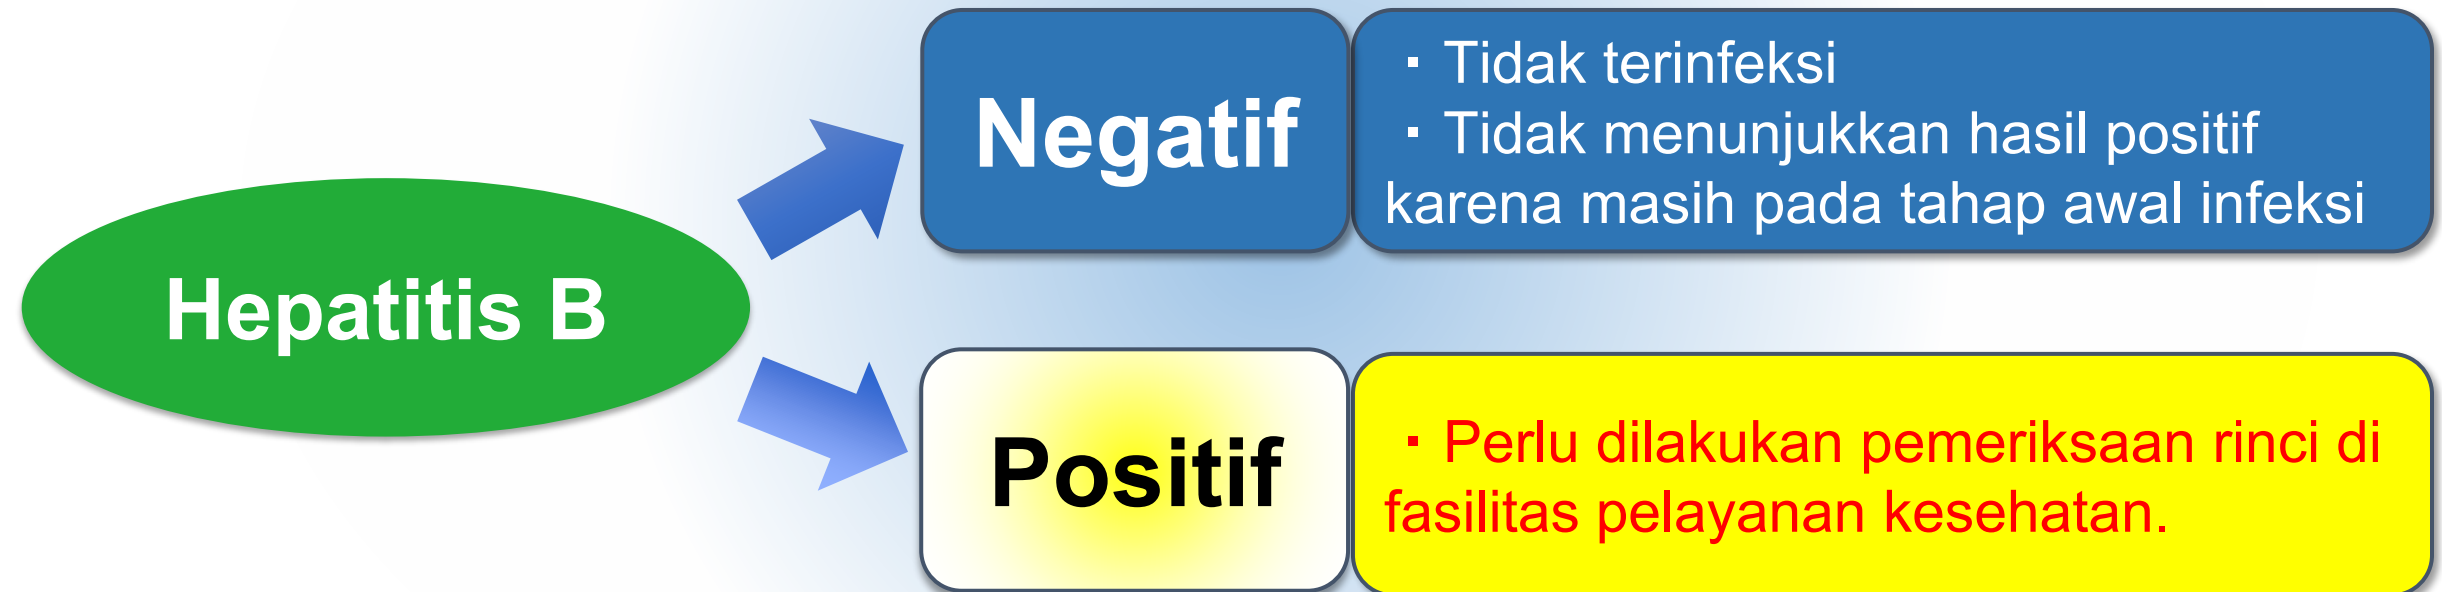 Hepatitis B
Negatif
・Tidak terinfeksi
・Tidak menunjukkan hasil positif
karena masih pada tahap awal infeksi
Positif
・Perlu dilakukan pemeriksaan rinci di
fasilitas pelayanan kesehatan.